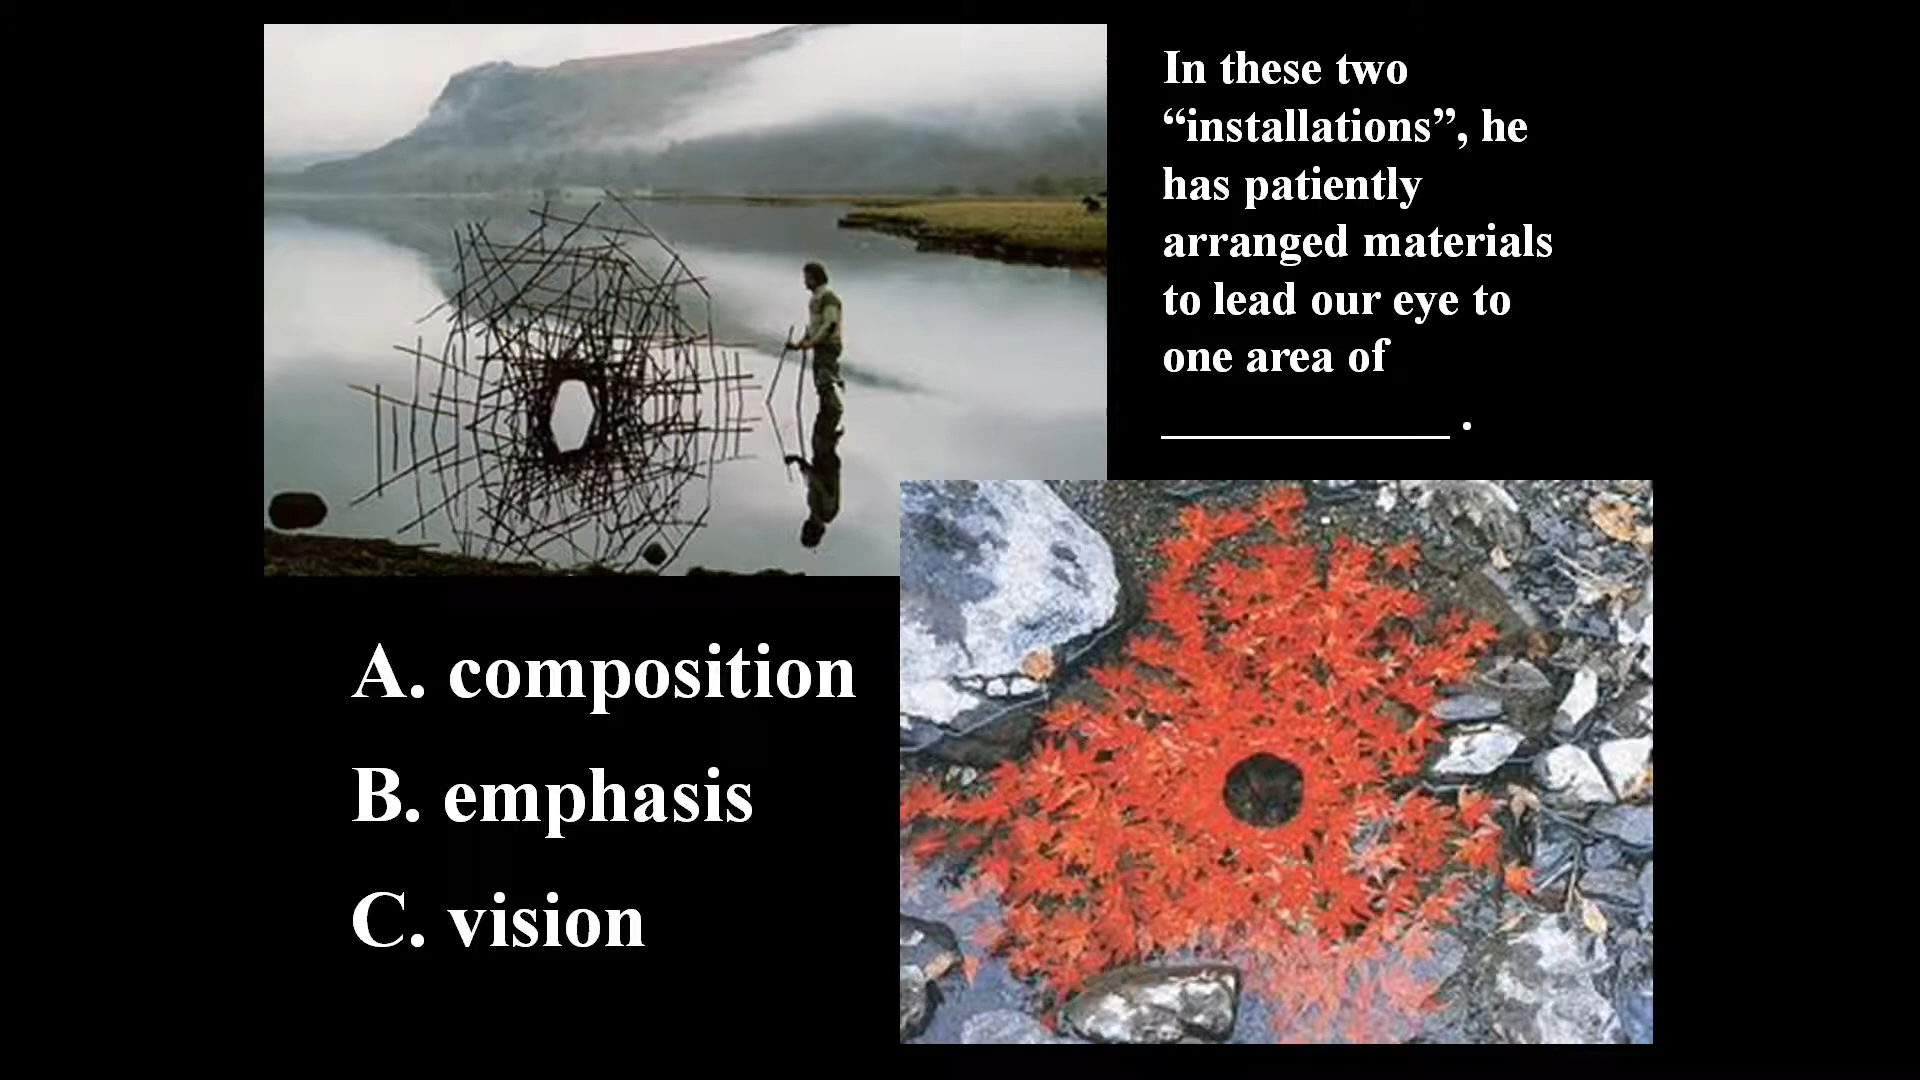 In these two
“installations”, he
has patiently
arranged materials
to lead our eye to
one area of
____________ .
A. composition
B. emphasis
C. vision